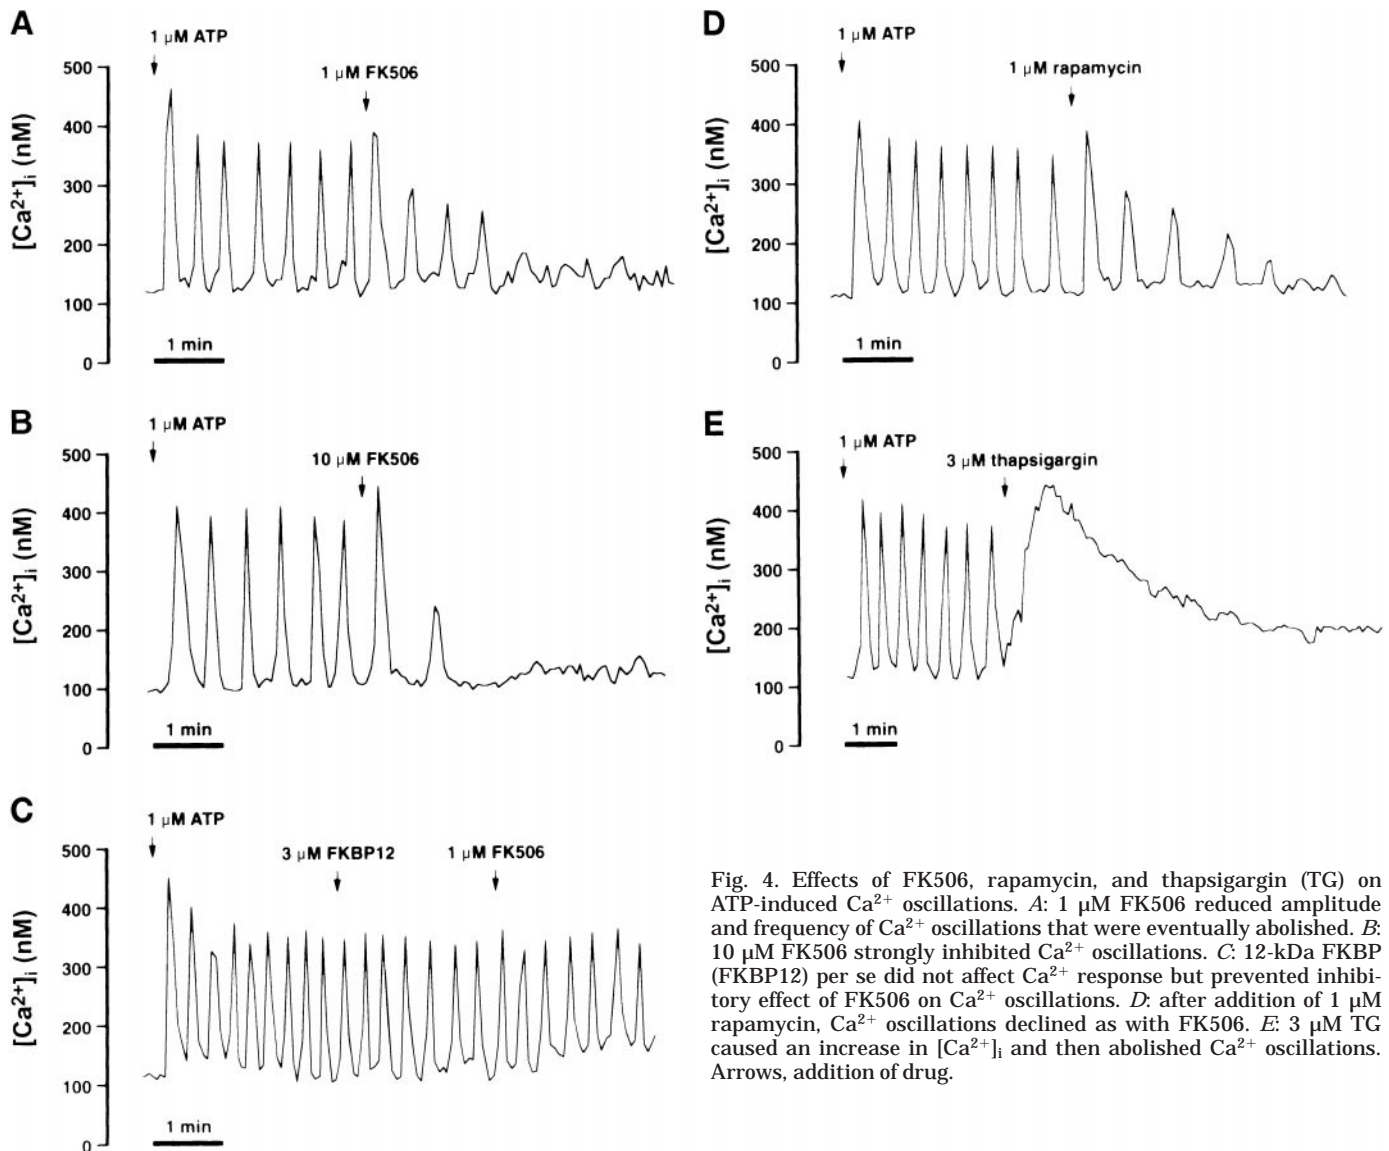 A
1 μM ATP
1 μM FK506
500
400
300
200
100
0
[Ca²⁺]ᵢ (nM)
1 min
B
1 μM ATP
10 μM FK506
500
400
300
200
100
0
[Ca²⁺]ᵢ (nM)
1 min
C
1 μM ATP
3 μM FKBP12
1 μM FK506
500
400
300
200
100
0
[Ca²⁺]ᵢ (nM)
1 min
D
1 μM ATP
1 μM rapamycin
500
400
300
200
100
0
[Ca²⁺]ᵢ (nM)
1 min
E
1 μM ATP
3 μM thapsigargin
500
400
300
200
100
0
[Ca²⁺]ᵢ (nM)
1 min
Fig. 4. Effects of FK506, rapamycin, and thapsigargin (TG) on
ATP-induced Ca²⁺ oscillations. A: 1 μM FK506 reduced amplitude
and frequency of Ca²⁺ oscillations that were eventually abolished. B:
10 μM FK506 strongly inhibited Ca²⁺ oscillations. C: 12-kDa FKBP
(FKBP12) per se did not affect Ca²⁺ response but prevented inhibi-
tory effect of FK506 on Ca²⁺ oscillations. D: after addition of 1 μM
rapamycin, Ca²⁺ oscillations declined as with FK506. E: 3 μM TG
caused an increase in [Ca²⁺]ᵢ and then abolished Ca²⁺ oscillations.
Arrows, addition of drug.